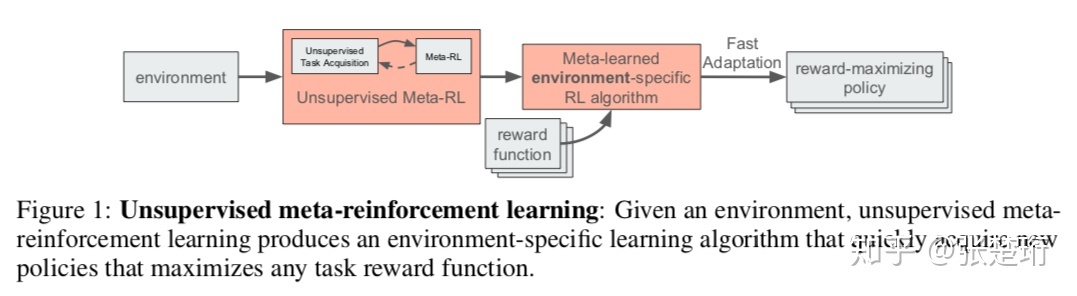 environment
Unsupervised
Task Acquisition
Meta-RL
Unsupervised Meta-RL
Meta-learned
environment-specific
RL algorithm
reward
function
Fast
Adaptation
reward-maximizing
policy
Figure 1: Unsupervised meta-reinforcement learning: Given an environment, unsupervised meta-
reinforcement learning produces an environment-specific learning algorithm that quickly acquire new
policies that maximizes any task reward function.
知乎 @张楚珩